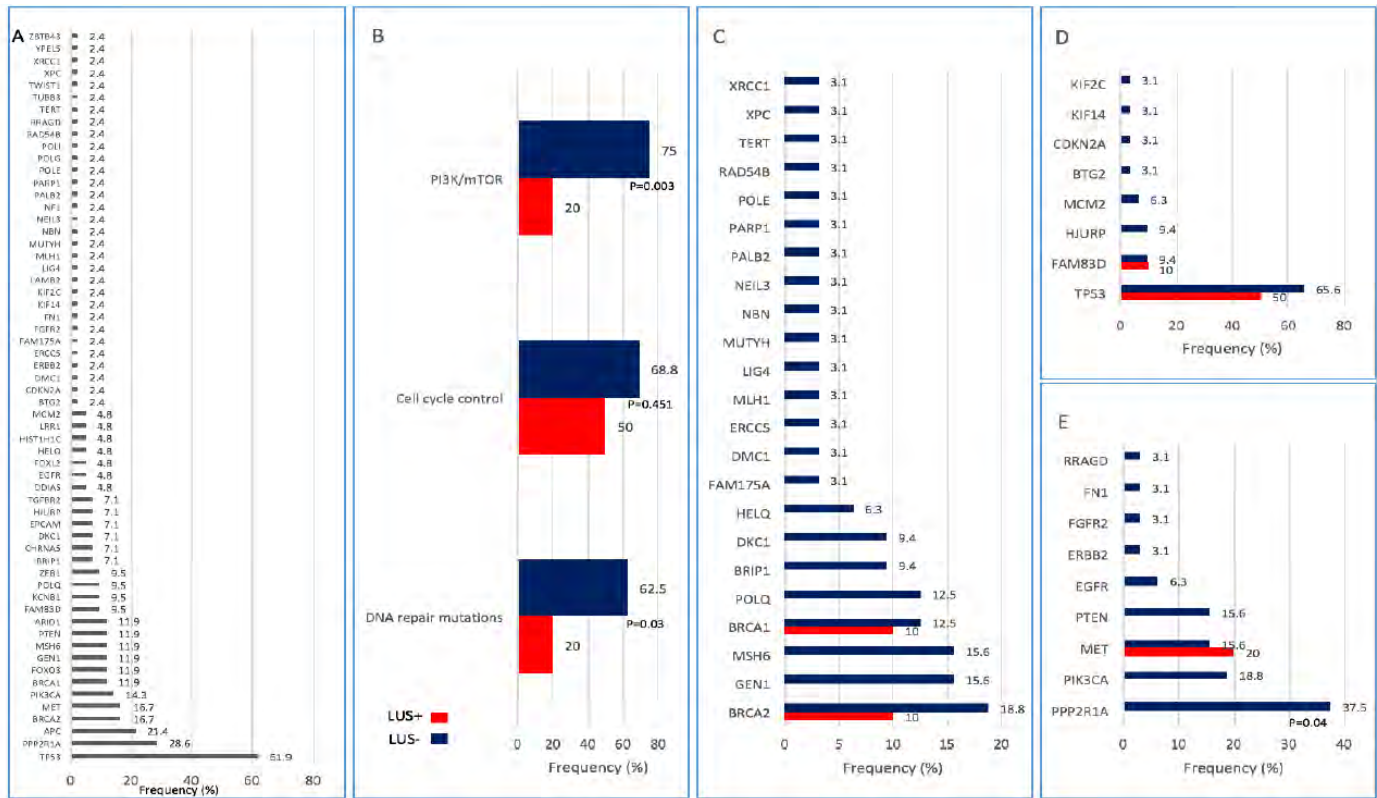 A
ZBTB43 2.4
YPEL5 2.4
XRCC1 2.4
XPC 2.4
TWIST1 2.4
TUBB3 2.4
TERT 2.4
RRAGD 2.4
RAD54B 2.4
POLI 2.4
POLG 2.4
POLE 2.4
PARP1 2.4
PALB2 2.4
NF1 2.4
NEIL3 2.4
NBN 2.4
MUTYH 2.4
MLH1 2.4
LIG4 2.4
LAMB2 2.4
KIF2C 2.4
KIF14 2.4
FN1 2.4
FGFR2 2.4
FAM175A 2.4
ERCC5 2.4
ERBB2 2.4
DMC1 2.4
CDKN2A 2.4
BTG2 2.4
MCM2 4.8
LRR1 4.8
HIST1H1C 4.8
HELQ 4.8
FOXL2 4.8
EGFR 4.8
DDIAS 4.8
TGFBR2 7.1
HJURP 7.1
EPCAM 7.1
DKC1 7.1
CHRNA5 7.1
BRIP1 7.1
ZEB1 9.5
POLQ 9.5
KCNB1 9.5
FAM83D 9.5
ARID1 11.9
PTEN 11.9
MSH6 11.9
GEN1 11.9
FOXO3 11.9
BRCA1 11.9
PIK3CA 14.3
MET 16.7
BRCA2 16.7
APC 21.4
PPP2R1A 28.6
TP53 61.9
0 20 40 60 80
Frequency (%)
B
75
PI3K/mTOR P=0.003
20
68.8
Cell cycle control P=0.451
50
62.5
DNA repair mutations P=0.03
20
LUS+
LUS-
0 20 40 60 80
Frequency (%)
C
XRCC1 3.1
XPC 3.1
TERT 3.1
RAD54B 3.1
POLE 3.1
PARP1 3.1
PALB2 3.1
NEIL3 3.1
NBN 3.1
MUTYH 3.1
LIG4 3.1
MLH1 3.1
ERCC5 3.1
DMC1 3.1
FAM175A 3.1
HELQ 6.3
DKC1 9.4
BRIP1 9.4
POLQ 12.5
BRCA1 12.5
10
MSH6 15.6
GEN1 15.6
BRCA2 18.8
10
0 5 10 15 20
Frequency (%)
D
KIF2C 3.1
KIF14 3.1
CDKN2A 3.1
BTG2 3.1
MCM2 6.3
HJURP 9.4
FAM83D 9.4
10
TP53 65.6
50
0 20 40 60 80
Frequency (%)
E
RRAGD 3.1
FN1 3.1
FGFR2 3.1
ERBB2 3.1
EGFR 6.3
PTEN 15.6
MET 15.6
20
PIK3CA 18.8
PPP2R1A 37.5
P=0.04
0 10 20 30 40
Frequency (%)